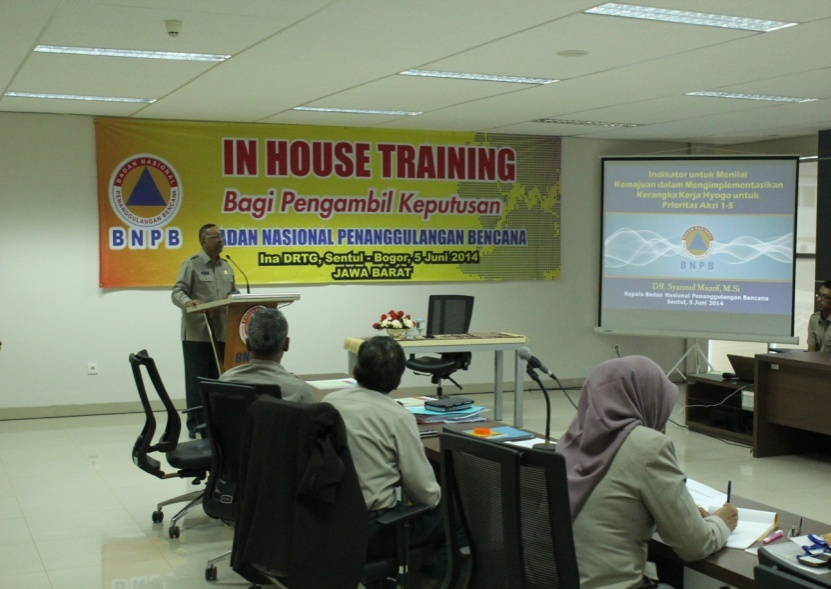 IN HOUSE TRAINING
Bagi Pengambil Keputusan
BADAN NASIONAL PENANGGULANGAN BENCANA
Ina DRTG, Sentul - Bogor, 5 Juni 2014
JAWA BARAT
BADAN NASIONAL
PENANGGULANGAN BENCANA
BNPB
Indikator untuk Menilai
Kemajuan dalam Mengimplementasikan
Kerangka Kerja Hyogo untuk
Prioritas Aksi 1-5
BNPB
DR. Syamsul Maarif, M.Si
Kepala Badan Nasional Penanggulangan Bencana
Sentul, 5 Juni 2014